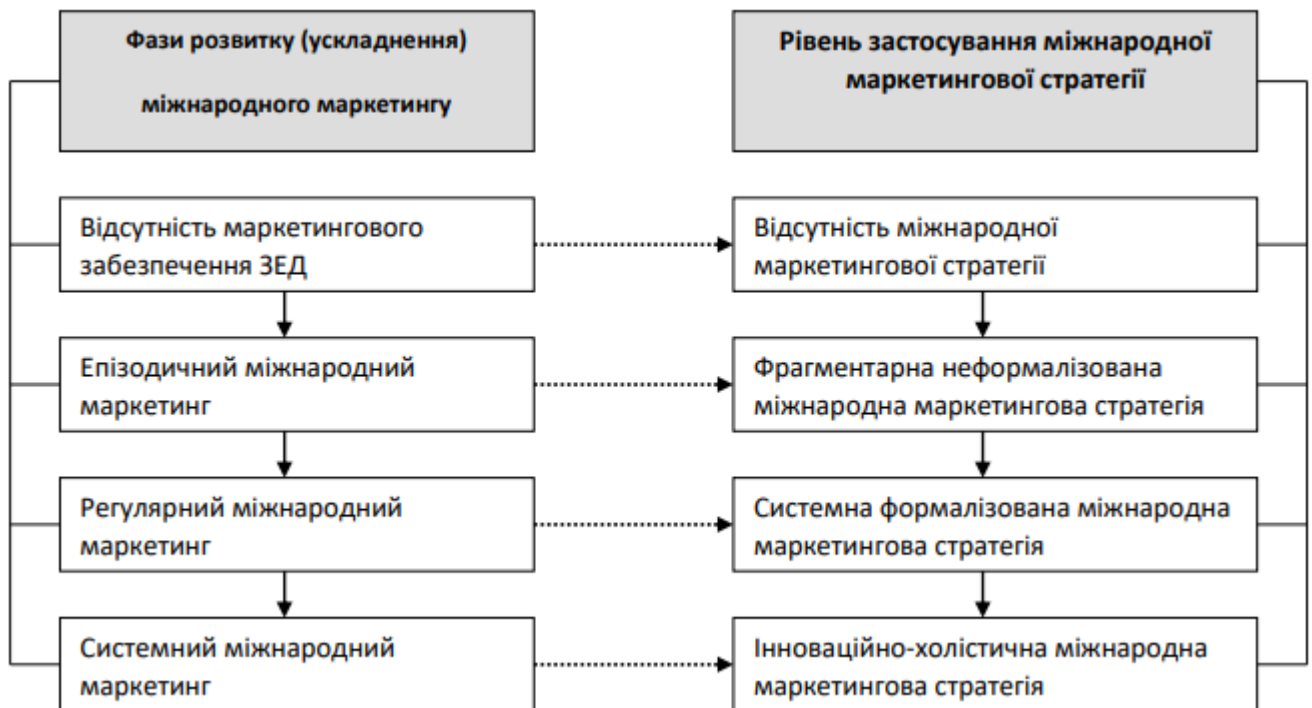 Фази розвитку (ускладнення)
міжнародного маркетингу
Рівень застосування міжнародної
маркетингової стратегії
Відсутність маркетингового
забезпечення ЗЕД
Відсутність міжнародної
маркетингової стратегії
Епізодичний міжнародний
маркетинг
Фрагментарна неформалізована
міжнародна маркетингова стратегія
Регулярний міжнародний
маркетинг
Системна формалізована міжнародна
маркетингова стратегія
Системний міжнародний
маркетинг
Інноваційно-холістична міжнародна
маркетингова стратегія